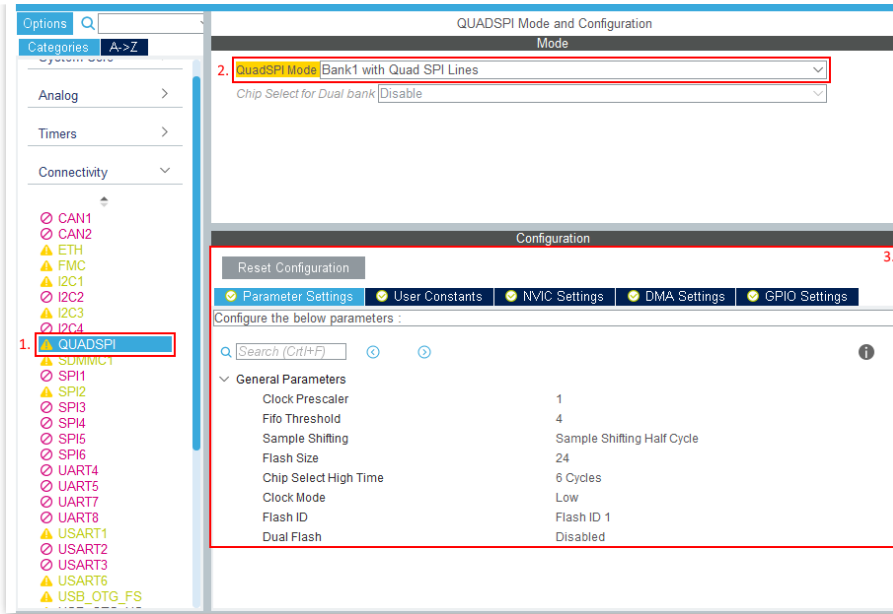 Options
QUADSPI Mode and Configuration
Categories A->Z
Mode
System Core
2. QuadSPI Mode Bank1 with Quad SPI Lines
Analog
Chip Select for Dual bank Disable
Timers
Connectivity
CAN1
CAN2
ETH
FMC
I2C1
I2C2
I2C3
I2C4
1. QUADSPI
SDMMC1
SPI1
SPI2
SPI3
SPI4
SPI5
SPI6
UART4
UART5
UART7
UART8
USART1
USART2
USART3
USART6
USB_OTG_FS
Configuration
3.
Reset Configuration
Parameter Settings User Constants NVIC Settings DMA Settings GPIO Settings
Configure the below parameters :
Search (Crtl+F)
General Parameters
Clock Prescaler 1
Fifo Threshold 4
Sample Shifting Sample Shifting Half Cycle
Flash Size 24
Chip Select High Time 6 Cycles
Clock Mode Low
Flash ID Flash ID 1
Dual Flash Disabled